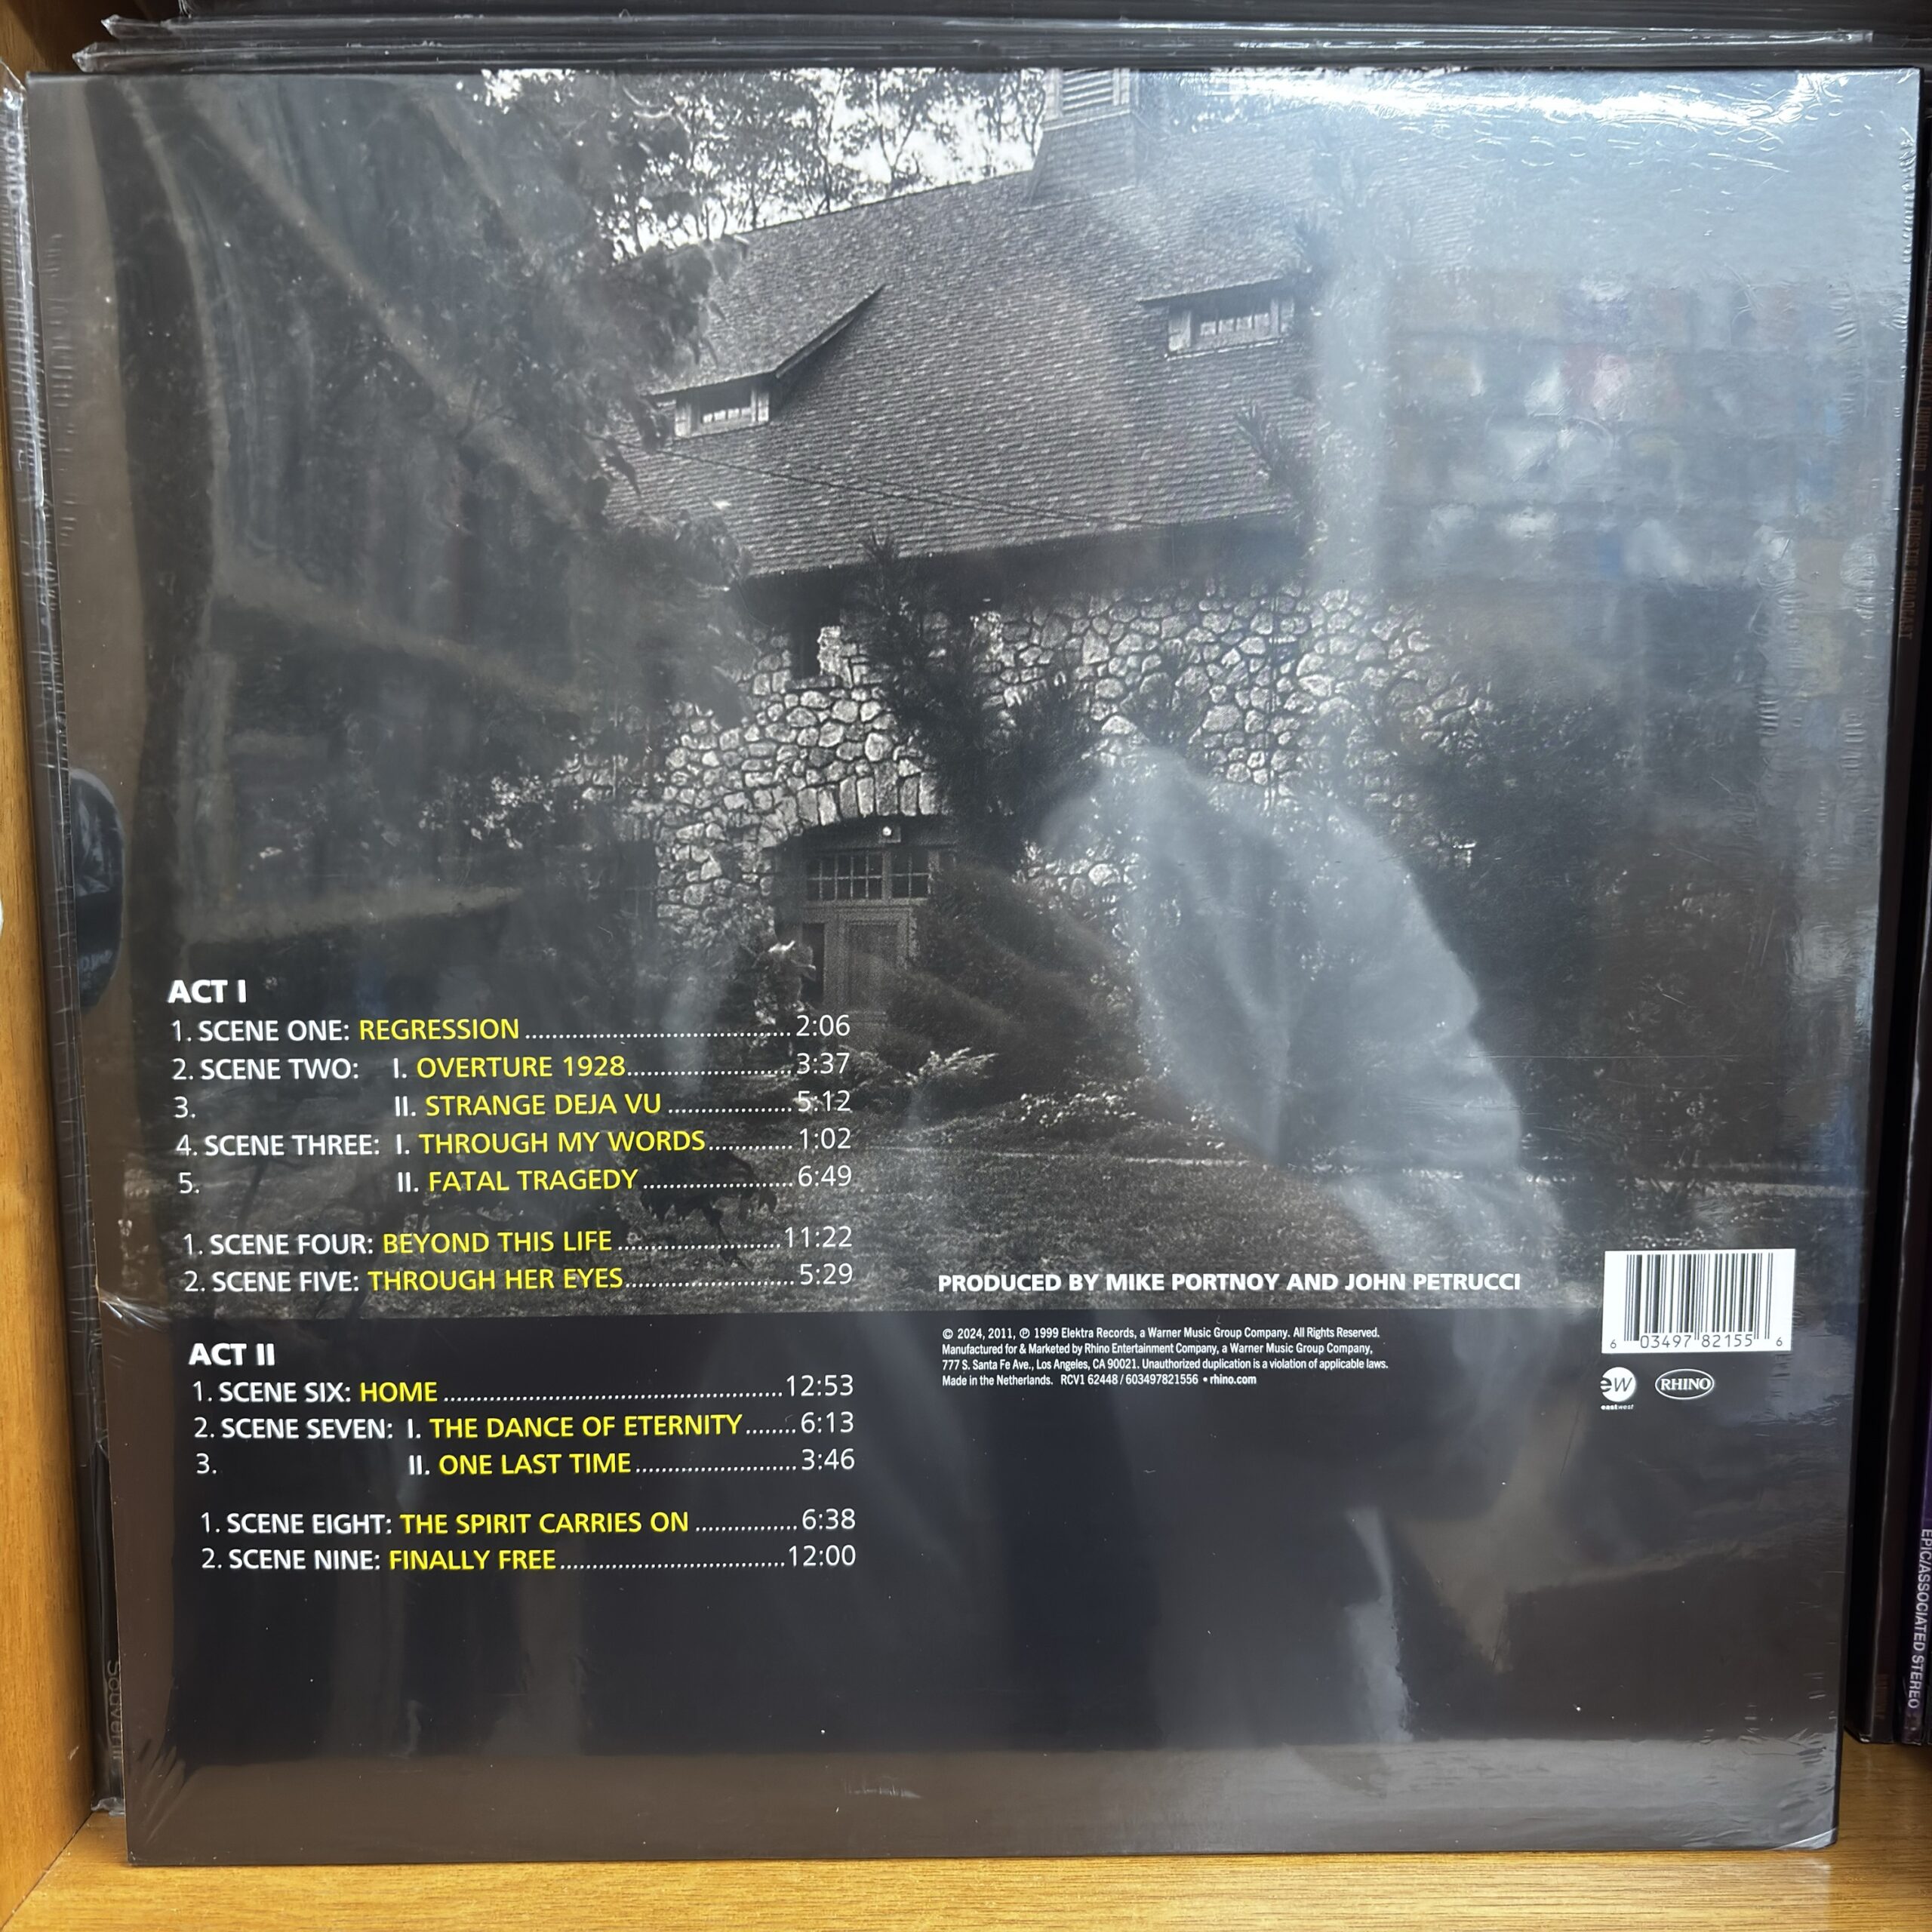 ACT I
1. SCENE ONE: REGRESSION 2:06
2. SCENE TWO: I. OVERTURE 1928 3:37
3. II. STRANGE DEJA VU 5:12
4. SCENE THREE: I. THROUGH MY WORDS 1:02
5. II. FATAL TRAGEDY 6:49
1. SCENE FOUR: BEYOND THIS LIFE 11:22
2. SCENE FIVE: THROUGH HER EYES 5:29
ACT II
1. SCENE SIX: HOME 12:53
2. SCENE SEVEN: I. THE DANCE OF ETERNITY 6:13
3. II. ONE LAST TIME 3:46
1. SCENE EIGHT: THE SPIRIT CARRIES ON 6:38
2. SCENE NINE: FINALLY FREE 12:00
PRODUCED BY MIKE PORTNOY AND JOHN PETRUCCI
© 2024, 2011, ℗ 1999 Elektra Records, a Warner Music Group Company. All Rights Reserved.
Manufactured for & Marketed by Rhino Entertainment Company, a Warner Music Group Company,
777 S. Santa Fe Ave., Los Angeles, CA 90021. Unauthorized duplication is a violation of applicable laws.
Made in the Netherlands. RCV1 62448 / 603497821556 • rhino.com
6 03497 82155 6
ew
eastwest
RHINO
EPIC/ASSOCIATED STEREO